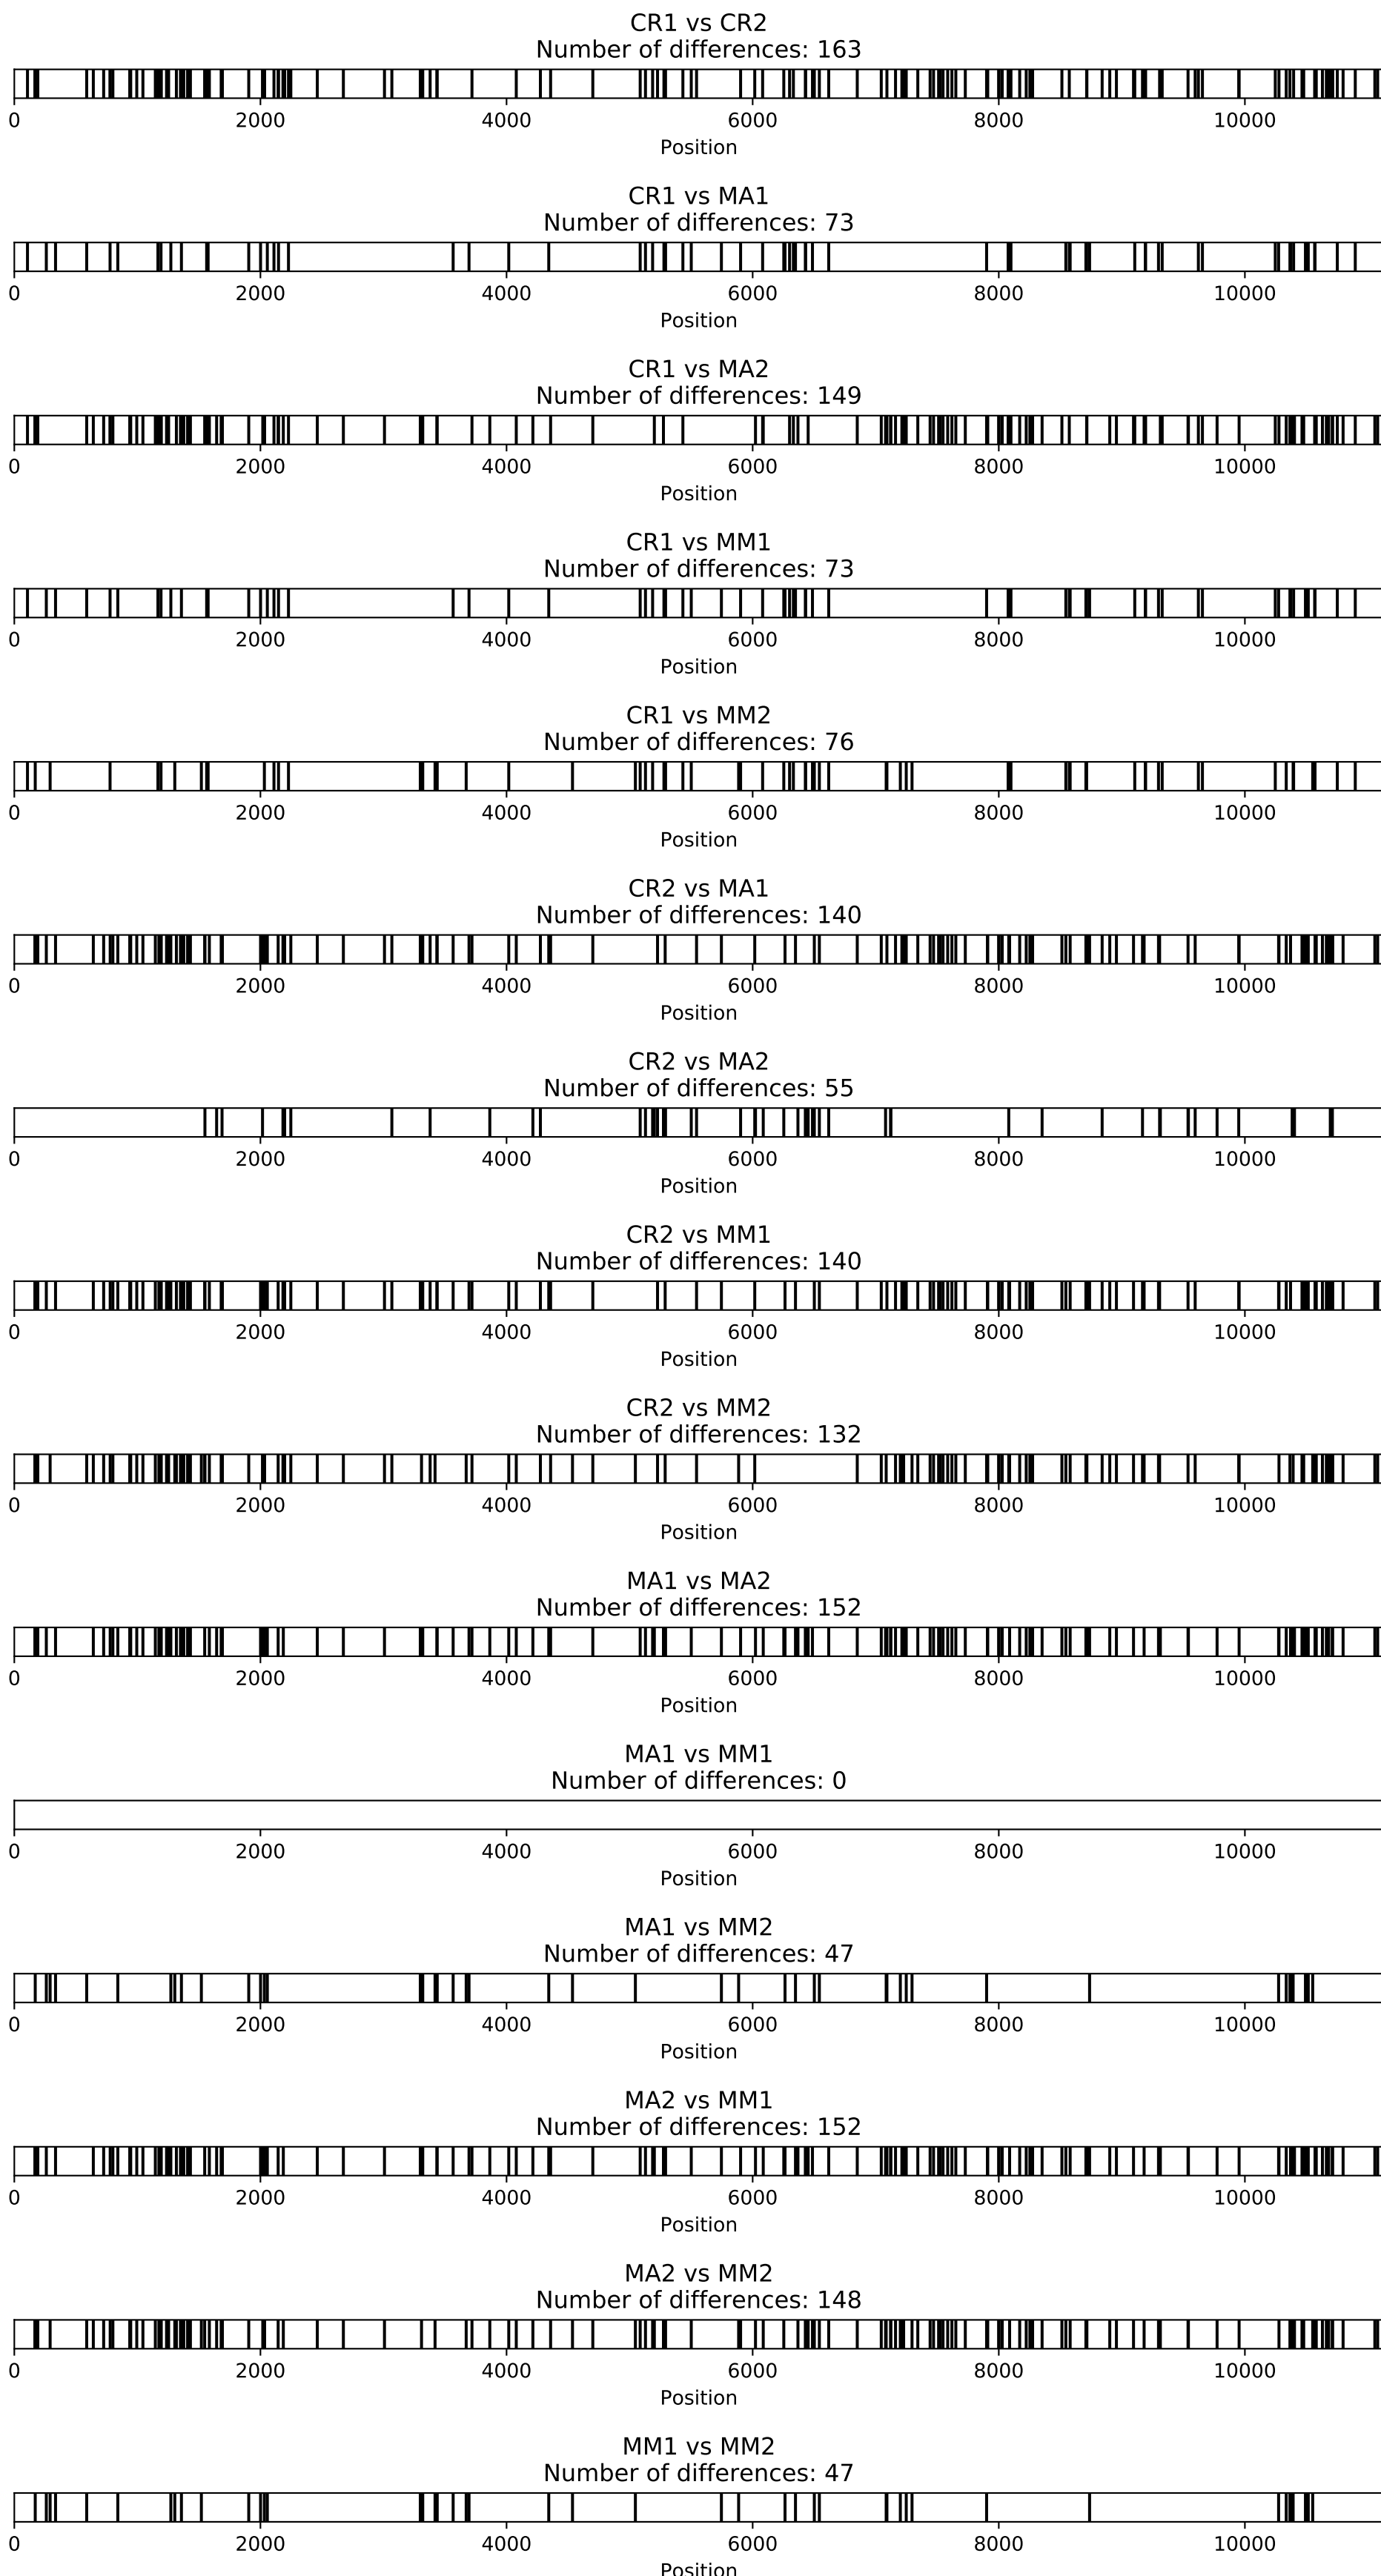 CR1 vs CR2
Number of differences: 163
0 2000 4000 6000 8000 10000
Position
CR1 vs MA1
Number of differences: 73
0 2000 4000 6000 8000 10000
Position
CR1 vs MA2
Number of differences: 149
0 2000 4000 6000 8000 10000
Position
CR1 vs MM1
Number of differences: 73
0 2000 4000 6000 8000 10000
Position
CR1 vs MM2
Number of differences: 76
0 2000 4000 6000 8000 10000
Position
CR2 vs MA1
Number of differences: 140
0 2000 4000 6000 8000 10000
Position
CR2 vs MA2
Number of differences: 55
0 2000 4000 6000 8000 10000
Position
CR2 vs MM1
Number of differences: 140
0 2000 4000 6000 8000 10000
Position
CR2 vs MM2
Number of differences: 132
0 2000 4000 6000 8000 10000
Position
MA1 vs MA2
Number of differences: 152
0 2000 4000 6000 8000 10000
Position
MA1 vs MM1
Number of differences: 0
0 2000 4000 6000 8000 10000
Position
MA1 vs MM2
Number of differences: 47
0 2000 4000 6000 8000 10000
Position
MA2 vs MM1
Number of differences: 152
0 2000 4000 6000 8000 10000
Position
MA2 vs MM2
Number of differences: 148
0 2000 4000 6000 8000 10000
Position
MM1 vs MM2
Number of differences: 47
0 2000 4000 6000 8000 10000
Position